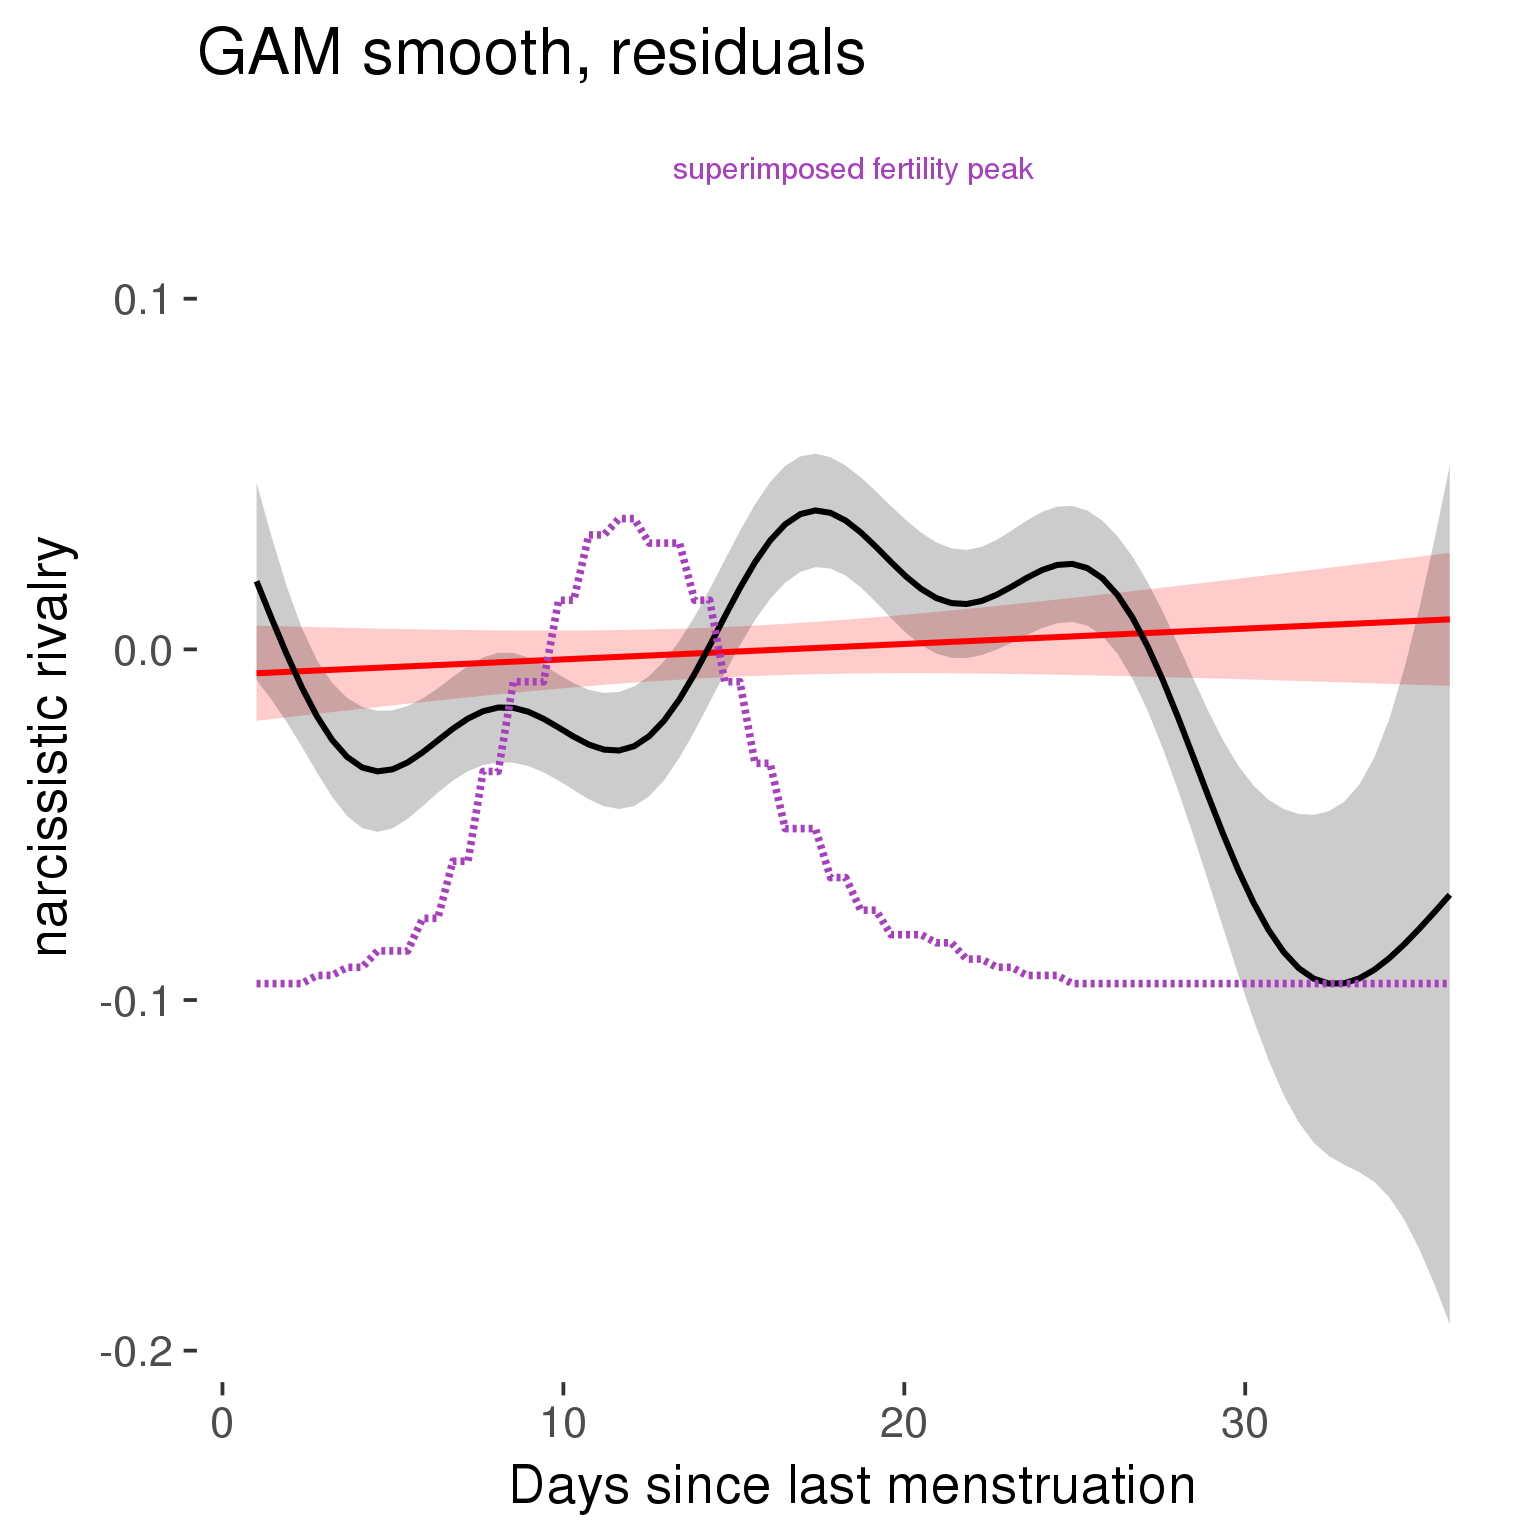 GAM smooth, residuals
superimposed fertility peak
narcissistic rivalry
0.1
0.0
-0.1
-0.2
0 10 20 30
Days since last menstruation